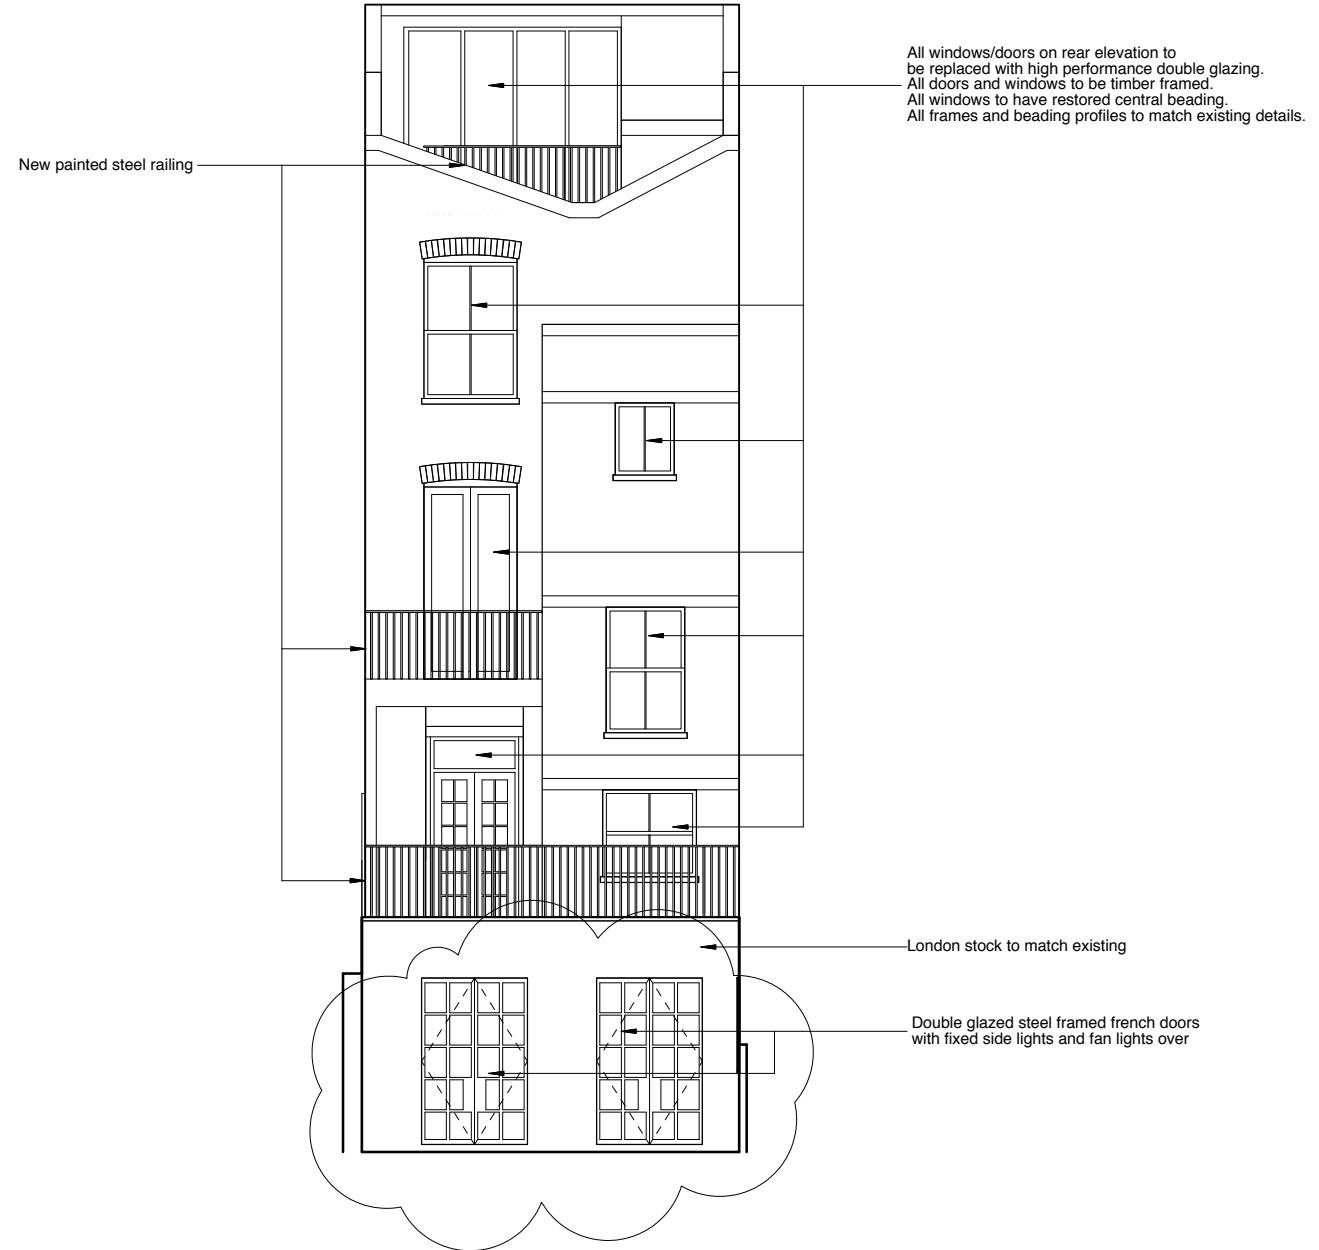 All windows/doors on rear elevation to
be replaced with high performance double glazing.
All doors and windows to be timber framed.
All windows to have restored central beading.
All frames and beading profiles to match existing details.
New painted steel railing
London stock to match existing
Double glazed steel framed french doors
with fixed side lights and fan lights over